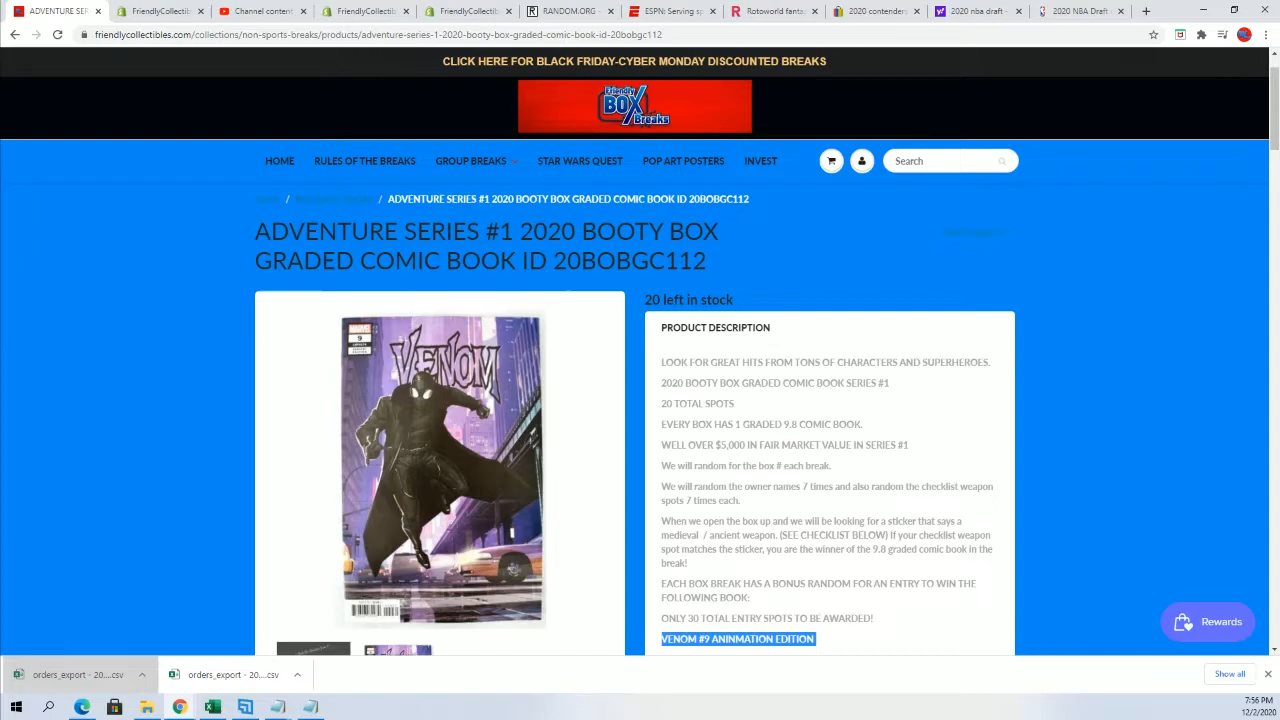 ADVENTURE SERIES #1 2020 BO
FriendlyCollectib
Channel content
FriendlyCollectib
FriendlyCollectib
RANDOM.ORG -
ESPN: Serving sp
Rotoworld fanta
2020 contenders
2020 nba draft -
2020 NBA Draft
friendlycollectibles.com/collections/non-sports-breaks/products/adventure-series-1-2020-booty-box-graded-comic-book-id-20bobgc112
CLICK HERE FOR BLACK FRIDAY-CYBER MONDAY DISCOUNTED BREAKS
Friendly
BOX
Breaks
HOME
RULES OF THE BREAKS
GROUP BREAKS
STAR WARS QUEST
POP ART POSTERS
INVEST
Search
/ / ADVENTURE SERIES #1 2020 BOOTY BOX GRADED COMIC BOOK ID 20BOBGC112
ADVENTURE SERIES #1 2020 BOOTY BOX
GRADED COMIC BOOK ID 20BOBGC112
MARVEL
9
VENOM
20 left in stock
PRODUCT DESCRIPTION
LOOK FOR GREAT HITS FROM TONS OF CHARACTERS AND SUPERHEROES.
2020 BOOTY BOX GRADED COMIC BOOK SERIES #1
20 TOTAL SPOTS
EVERY BOX HAS 1 GRADED 9.8 COMIC BOOK.
WELL OVER $5,000 IN FAIR MARKET VALUE IN SERIES #1
We will random for the box # each break.
We will random the owner names 7 times and also random the checklist weapon
spots 7 times each.
When we open the box up and we will be looking for a sticker that says a
medieval / ancient weapon. (SEE CHECKLIST BELOW) If your checklist weapon
spot matches the sticker, you are the winner of the 9.8 graded comic book in the
break!
EACH BOX BREAK HAS A BONUS RANDOM FOR AN ENTRY TO WIN THE
FOLLOWING BOOK:
ONLY 30 TOTAL ENTRY SPOTS TO BE AWARDED!
VENOM #9 ANINMATION EDITION
Rewards
orders_export - 20....csv
orders_export - 20....csv
Show all
7:56 PM
12/2/2020